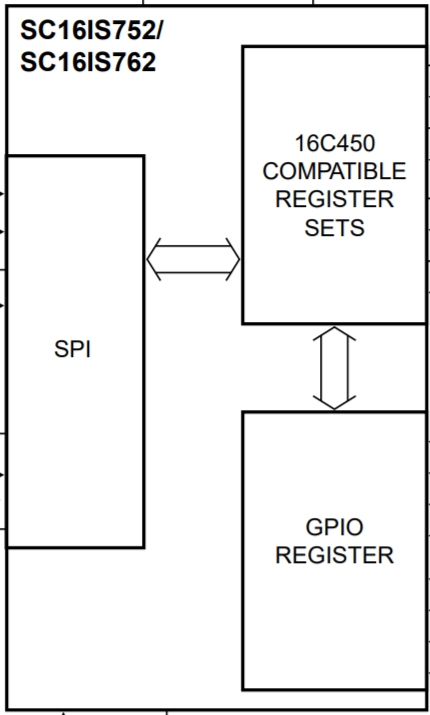 SC16IS752/
SC16IS762
16C450
COMPATIBLE
REGISTER
SETS
SPI
GPIO
REGISTER